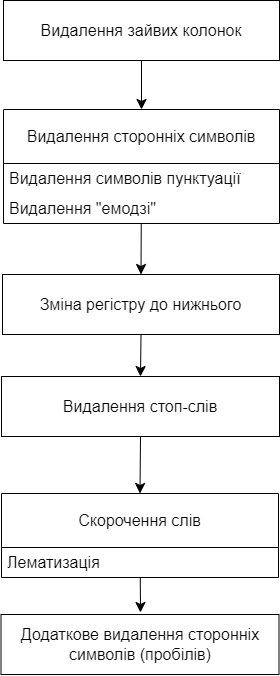 Видалення зайвих колонок
Видалення сторонніх символів
Видалення символів пунктуації
Видалення "емодзі"
Зміна регістру до нижнього
Видалення стоп-слів
Скорочення слів
Лематизація
Додаткове видалення сторонніх
символів (пробілів)